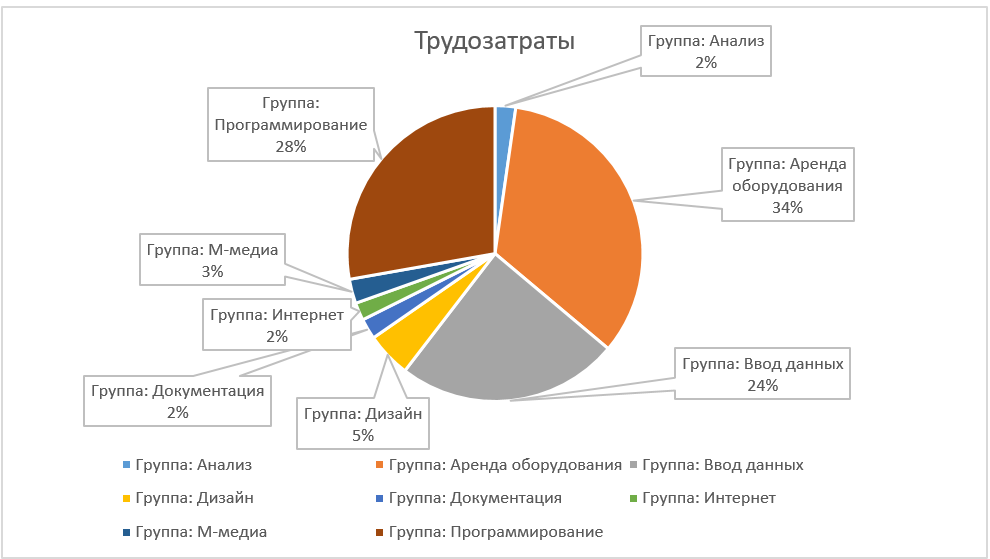 Трудозатраты
Группа: Анализ
2%
Группа:
Программирование
28%
Группа: Аренда
оборудования
34%
Группа: М-медиа
3%
Группа: Интернет
2%
Группа: Ввод данных
24%
Группа: Документация
2%
Группа: Дизайн
5%
Группа: Анализ
Группа: Аренда оборудования
Группа: Ввод данных
Группа: Дизайн
Группа: Документация
Группа: Интернет
Группа: М-медиа
Группа: Программирование